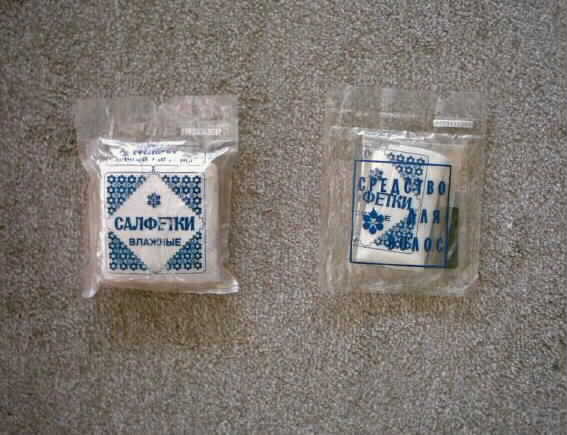 САЛФЕТКИ
ВЛАЖНЫЕ
СРЕДСТВО
ФЕТКИ
ДЛЯ
ВОЛОС